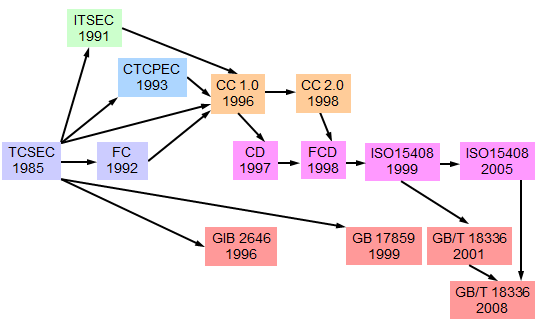 ITSEC
1991
CTCPEC
1993
CC 1.0
1996
CC 2.0
1998
TCSEC
1985
FC
1992
CD
1997
FCD
1998
ISO15408
1999
ISO15408
2005
GIB 2646
1996
GB 17859
1999
GB/T 18336
2001
GB/T 18336
2008